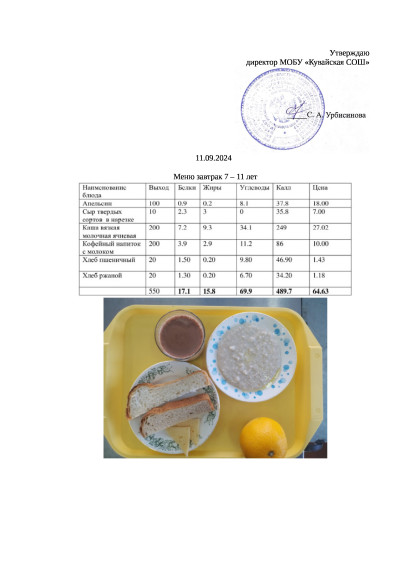 Утверждаю
директор МОБУ «Кувайская СОШ»
С. А. Урбисинова
11.09.2024
Меню завтрак 7 – 11 лет
Наименование блюда Выход Белки Жиры Углеводы Калл Цена
Апельсин 100 0.9 0.2 8.1 37.8 18.00
Сыр твердых сортов в нарезке 10 2.3 3 0 35.8 7.00
Каша вязкая молочная ячневая 200 7.2 9.3 34.1 249 27.02
Кофейный напиток с молоком 200 3.9 2.9 11.2 86 10.00
Хлеб пшеничный 20 1.50 0.20 9.80 46.90 1.43
Хлеб ржаной 20 1.30 0.20 6.70 34.20 1.18
550 17.1 15.8 69.9 489.7 64.63